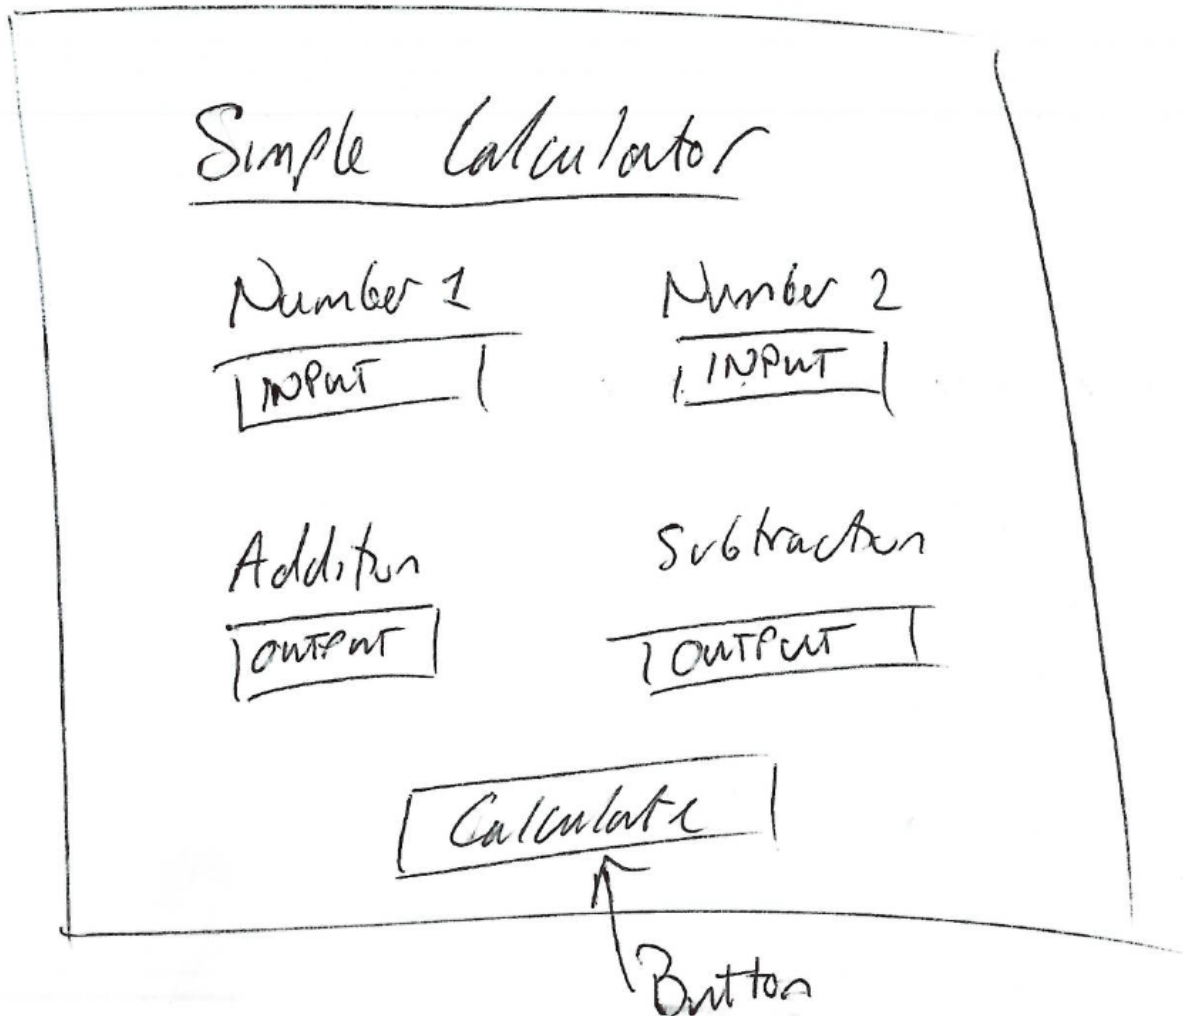 Simple Calculator
Number 1 Number 2
INPUT INPUT
Addition Subtraction
OUTPUT OUTPUT
Calculate
Button